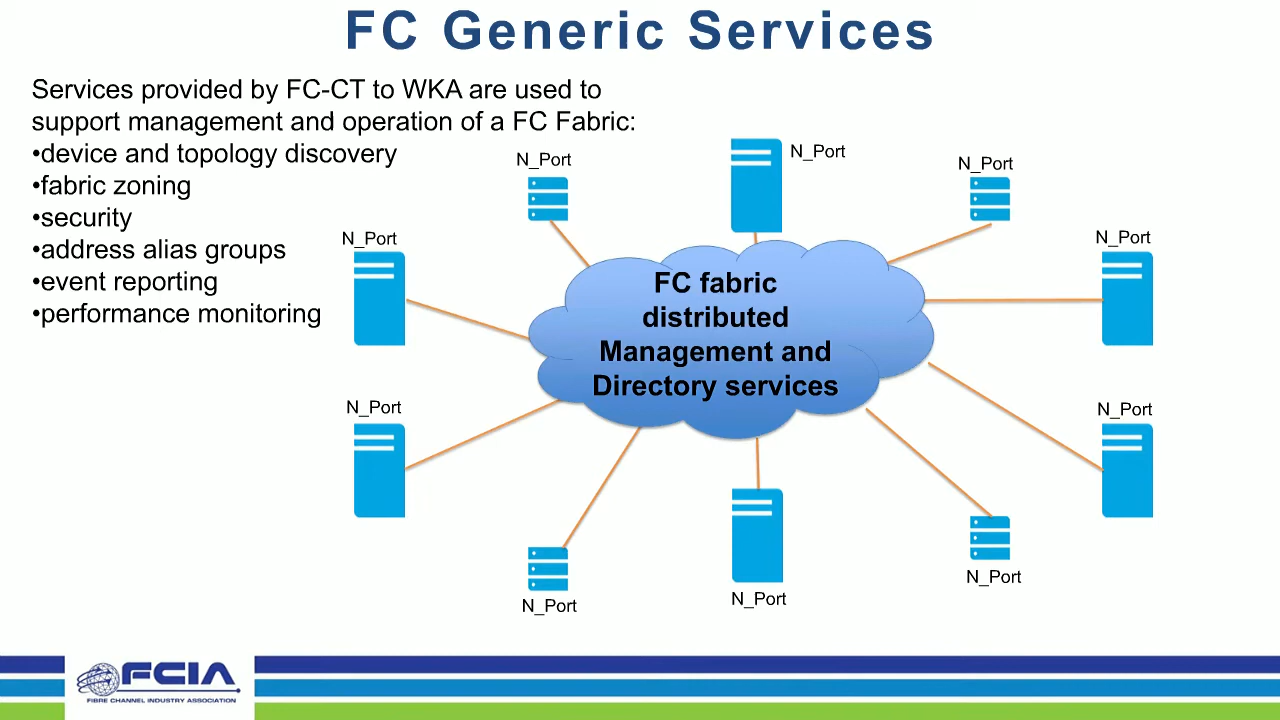 FC Generic Services
Services provided by FC-CT to WKA are used to
support management and operation of a FC Fabric:
•device and topology discovery
•fabric zoning
•security
•address alias groups
•event reporting
•performance monitoring
N_Port
N_Port
N_Port
N_Port
N_Port
FC fabric
distributed
Management and
Directory services
N_Port
N_Port
N_Port
N_Port
N_Port
FCIA
FIBRE CHANNEL INDUSTRY ASSOCIATION